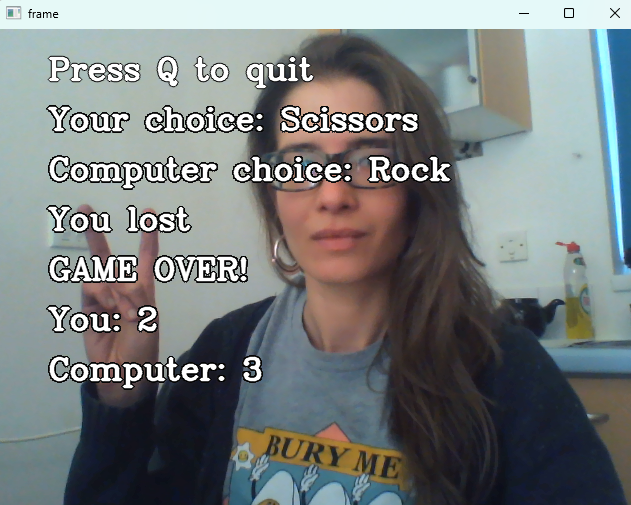 frame
Press Q to quit
Your choice: Scissors
Computer choice: Rock
You lost
GAME OVER!
You: 2
Computer: 3
BURY ME